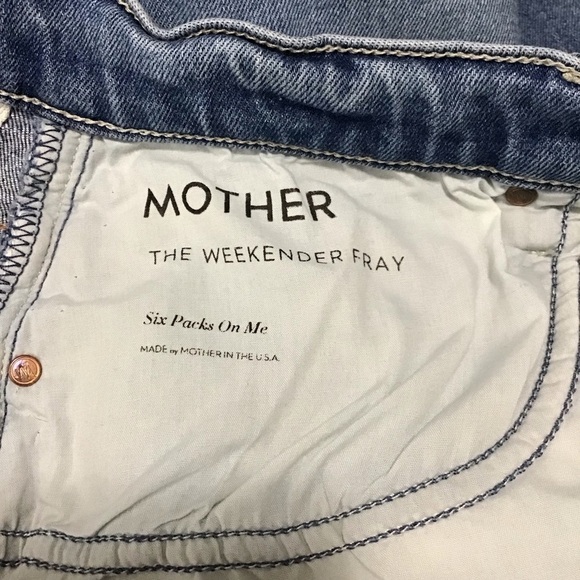 MOTHER
THE WEEKENDER FRAY
Six Packs On Me
MADE by MOTHER IN THE U.S.A.